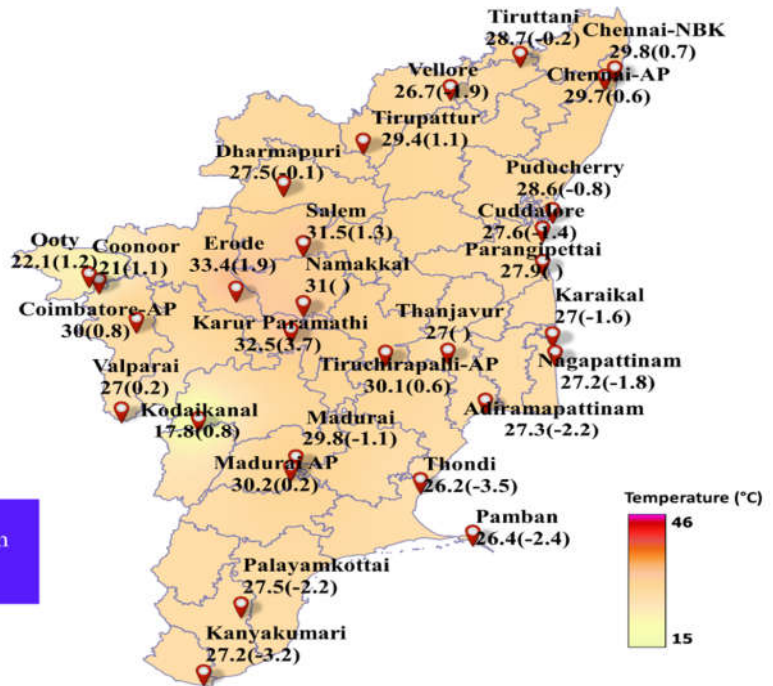 Tiruttani
28.7(-0.2)
Chennai-NBK
29.8(0.7)
Vellore
26.7(-1.9)
Chennai-AP
29.7(0.6)
Tirupattur
29.4(1.1)
Dharmapuri
27.5(-0.1)
Puducherry
28.6(-0.8)
Salem
31.5(1.3)
Cuddalore
27.6(-1.4)
Ooty
22.1(1.2)
Coonoor
21(1.1)
Erode
33.4(1.9)
Namakkal
31( )
Parangipettai
27.9( )
Coimbatore-AP
30(0.8)
Karur Paramathi
32.5(3.7)
Thanjavur
27( )
Karaikal
27(-1.6)
Tiruchirapalli-AP
30.1(0.6)
Nagapattinam
27.2(-1.8)
Valparai
27(0.2)
Kodaikanal
17.8(0.8)
Adiramapattinam
27.3(-2.2)
Madurai
29.8(-1.1)
Madurai AP
30.2(0.2)
Thondi
26.2(-3.5)
Pamban
26.4(-2.4)
Temperature (°C)
46
15
Palayamkottai
27.5(-2.2)
Kanyakumari
27.2(-3.2)